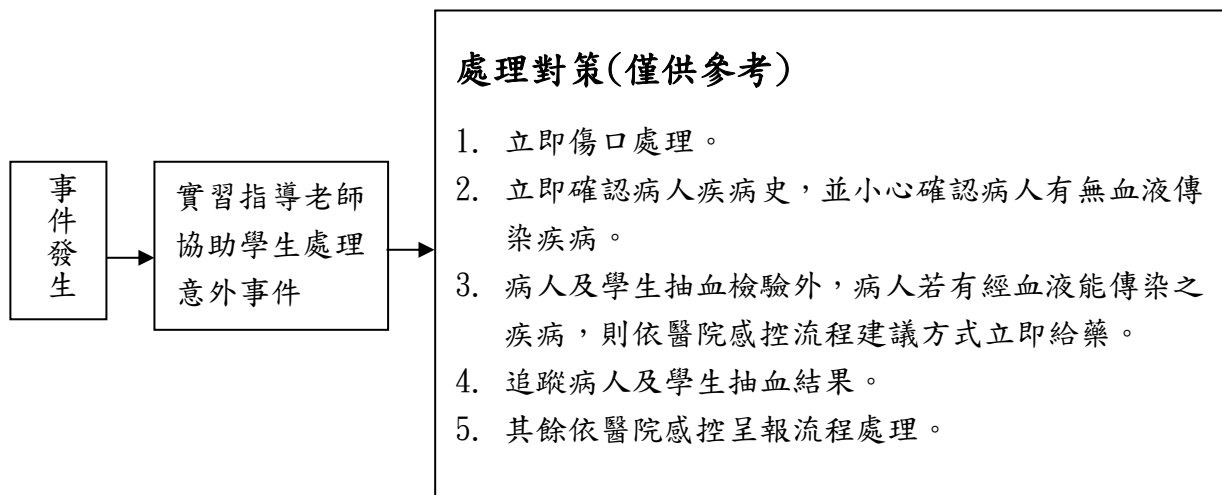 事件發生
實習指導老師
協助學生處理
意外事件
處理對策(僅供參考)
1. 立即傷口處理。
2. 立即確認病人疾病史，並小心確認病人有無血液傳
染疾病。
3. 病人及學生抽血檢驗外，病人若有經血液能傳染之
疾病，則依醫院感控流程建議方式立即給藥。
4. 追蹤病人及學生抽血結果。
5. 其餘依醫院感控呈報流程處理。